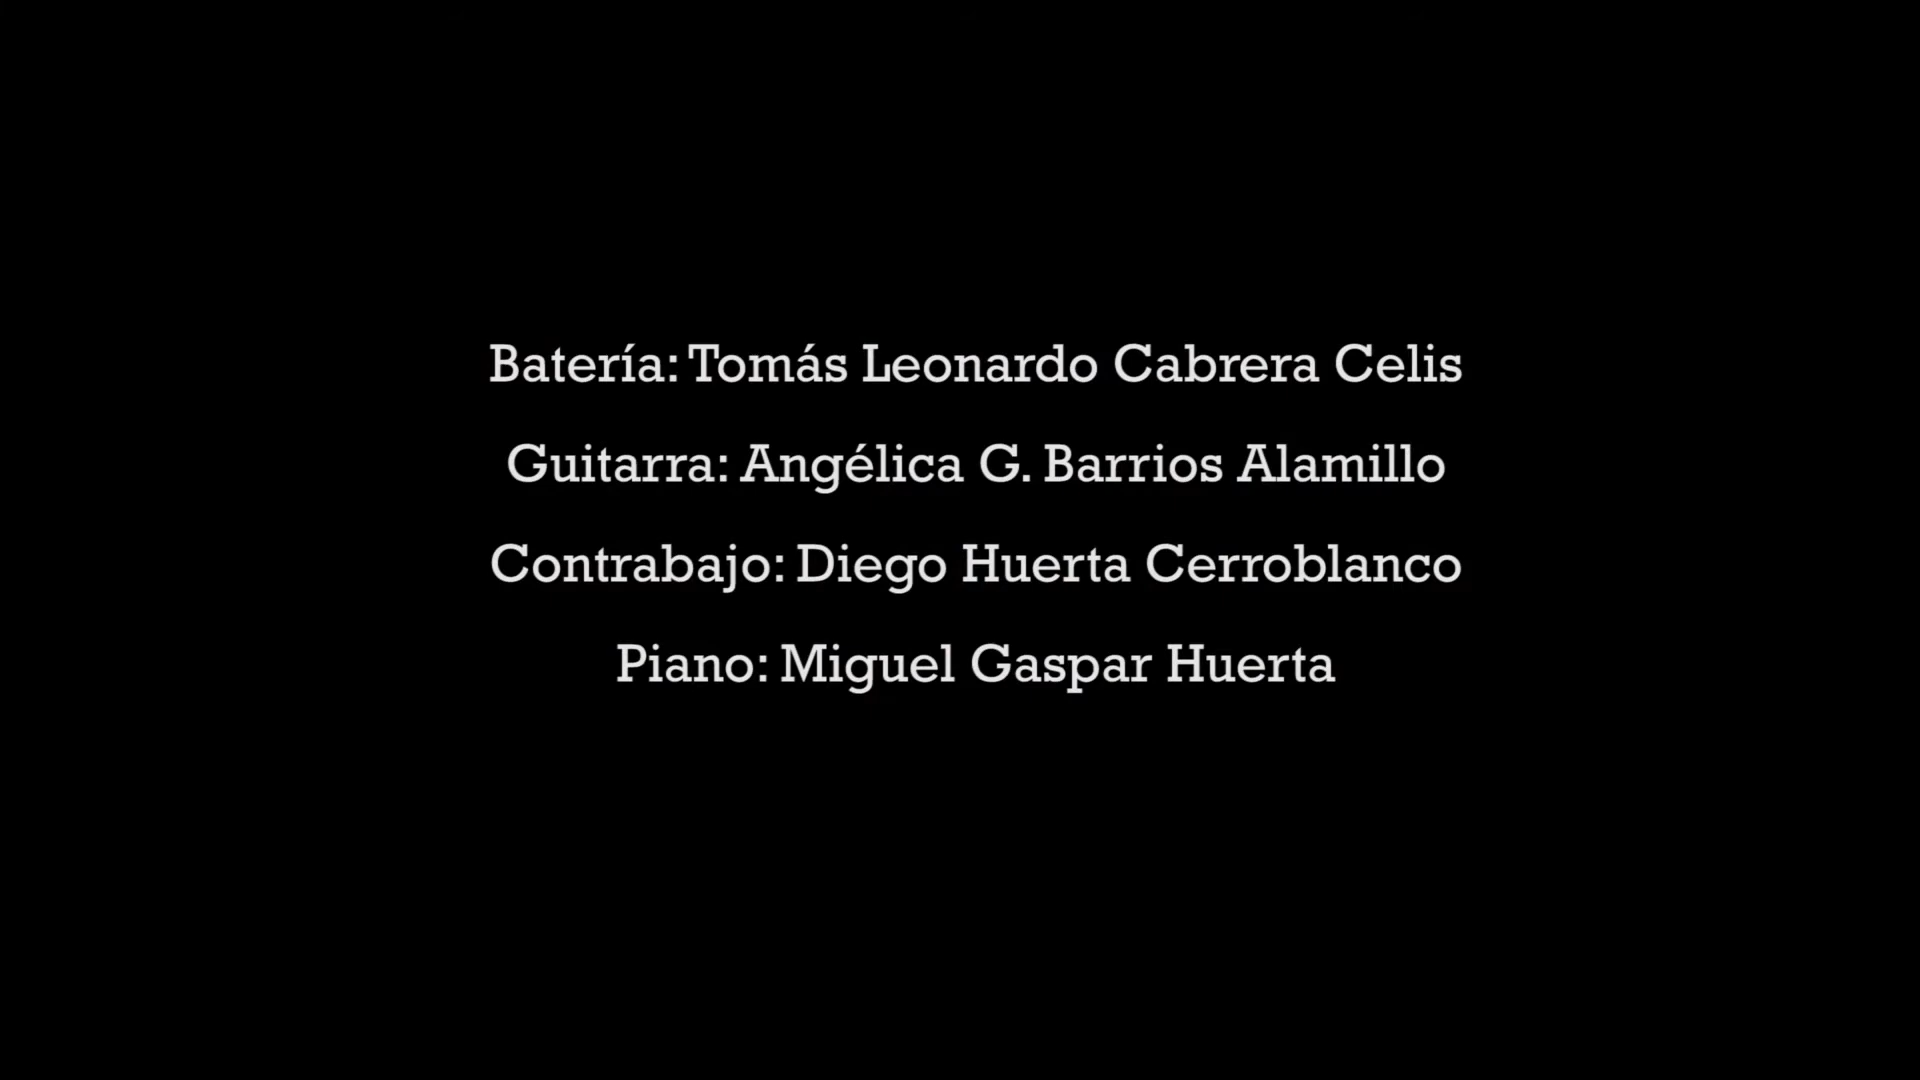 Batería: Tomás Leonardo Cabrera Celis
Guitarra: Angélica G. Barrios Alamillo
Contrabajo: Diego Huerta Cerroblanco
Piano: Miguel Gaspar Huerta